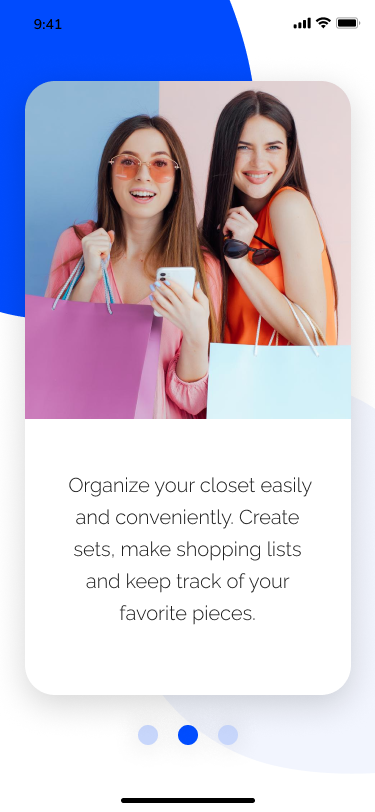 9:41
Organize your closet easily
and conveniently. Create
sets, make shopping lists
and keep track of your
favorite pieces.